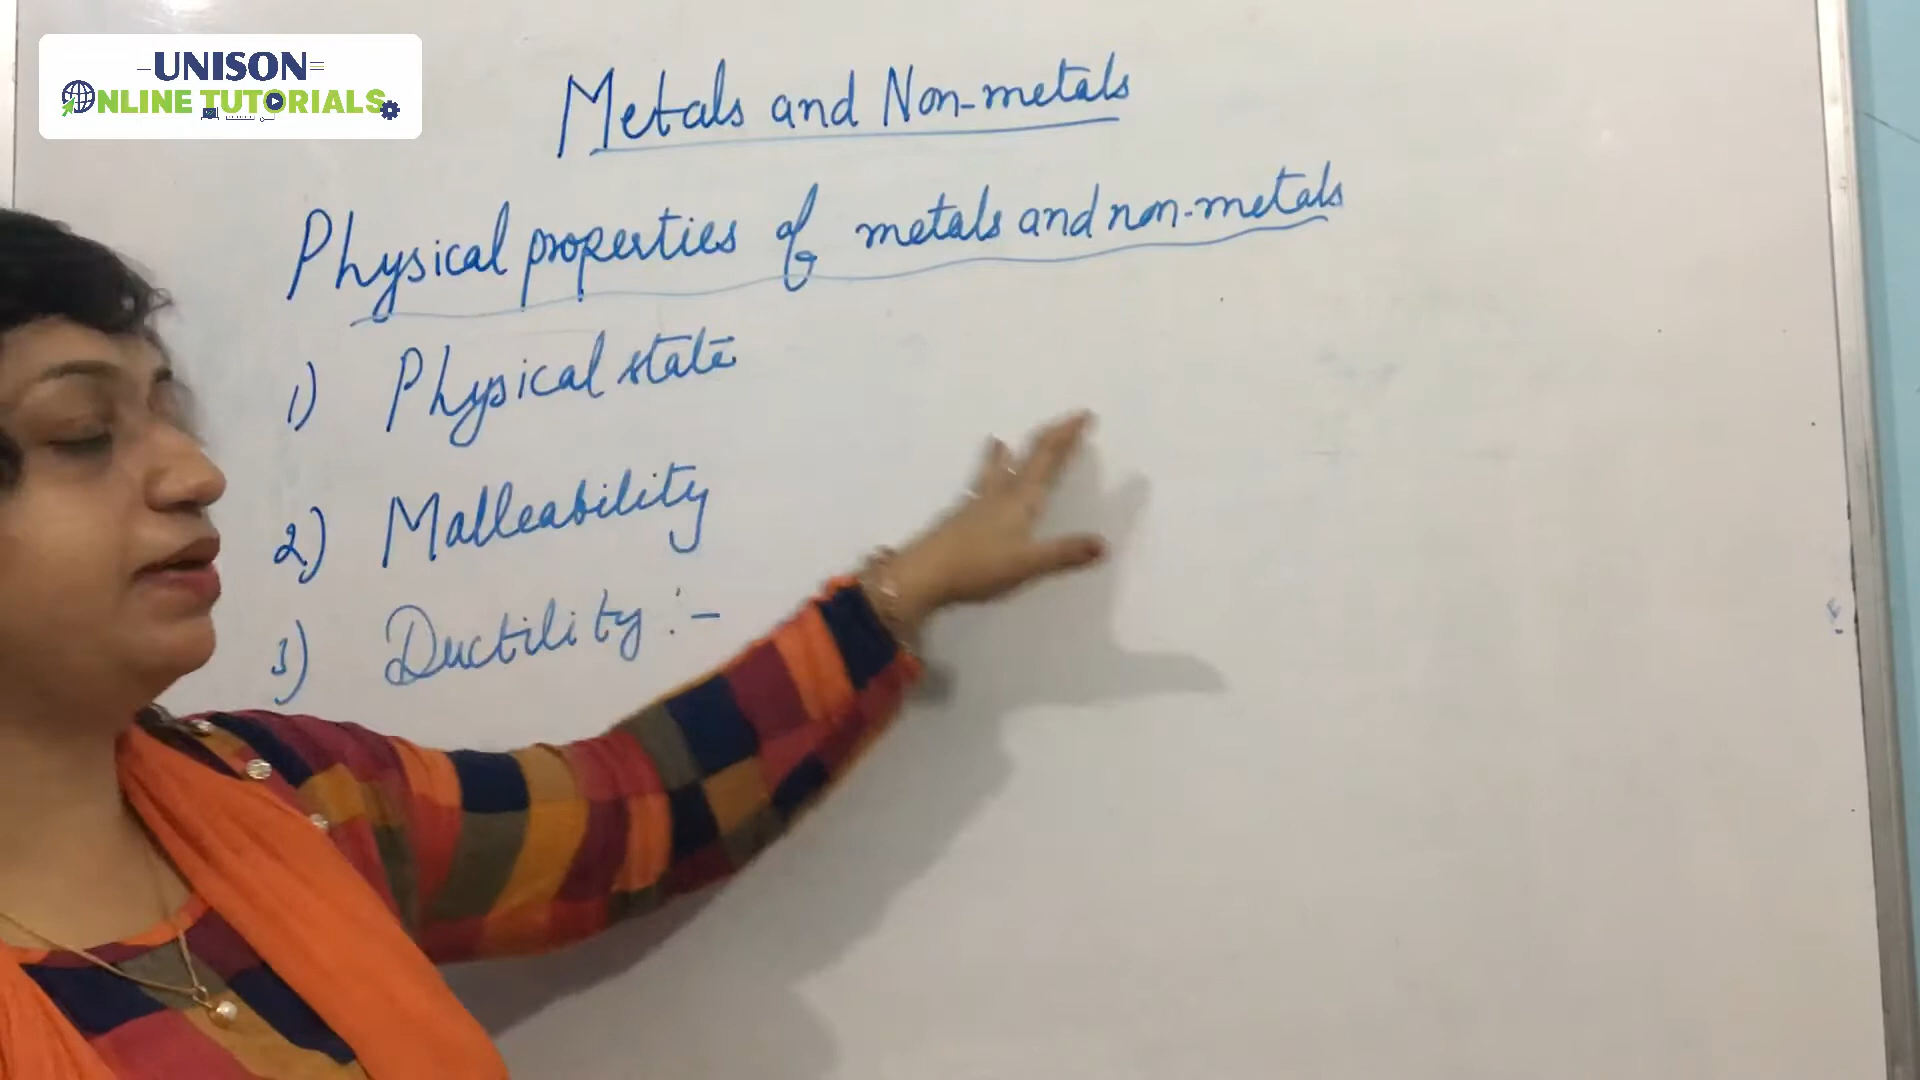 UNISON
ONLINE TUTORIALS
Metals and Non-metals
Physical properties of metals and non-metals
1) Physical state
2) Malleability
3) Ductility :-